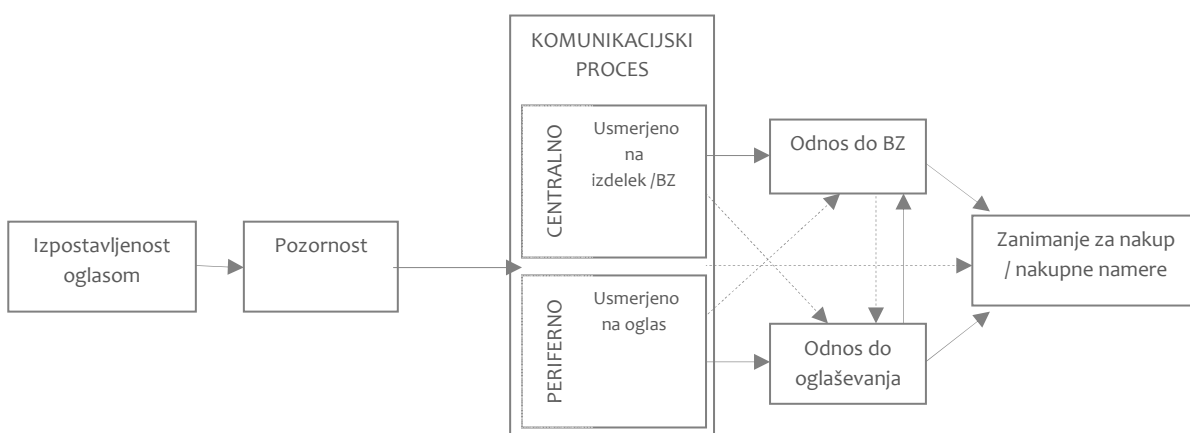 Izpostavljenost
oglasom
Pozornost
KOMUNIKACIJSKI
PROCES
CENTRALNO
Usmerjeno
na
izdelek /BZ
PERIFERNO
Usmerjeno
na oglas
Odnos do BZ
Odnos do
oglaševanja
Zanimanje za nakup
/ nakupne namere